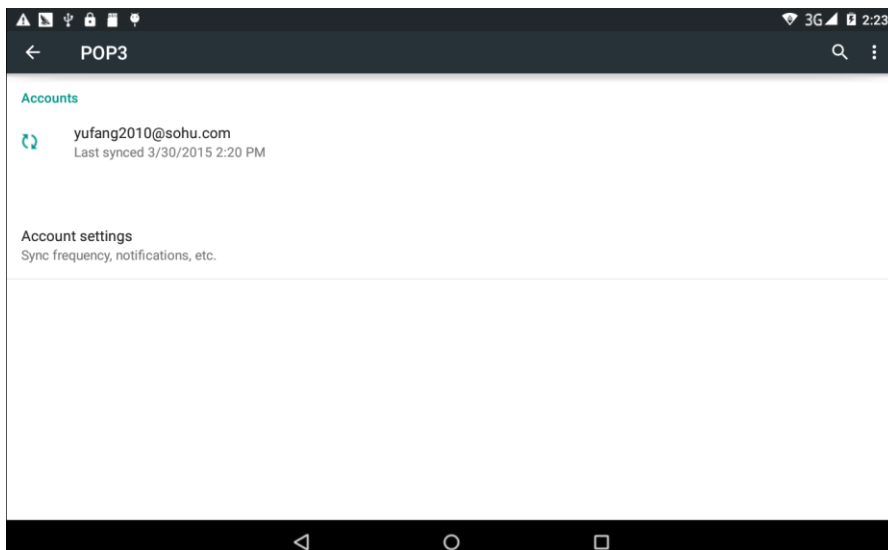 3G 2:23
POP3
Accounts
yufang2010@sohu.com
Last synced 3/30/2015 2:20 PM
Account settings
Sync frequency, notifications, etc.